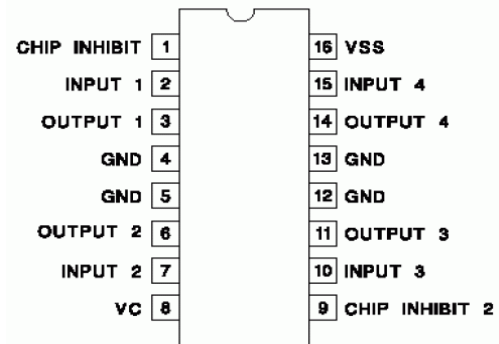 CHIP INHIBIT 1 16 VSS
INPUT 1 2 15 INPUT 4
OUTPUT 1 3 14 OUTPUT 4
GND 4 13 GND
GND 5 12 GND
OUTPUT 2 6 11 OUTPUT 3
INPUT 2 7 10 INPUT 3
VC 8 9 CHIP INHIBIT 2